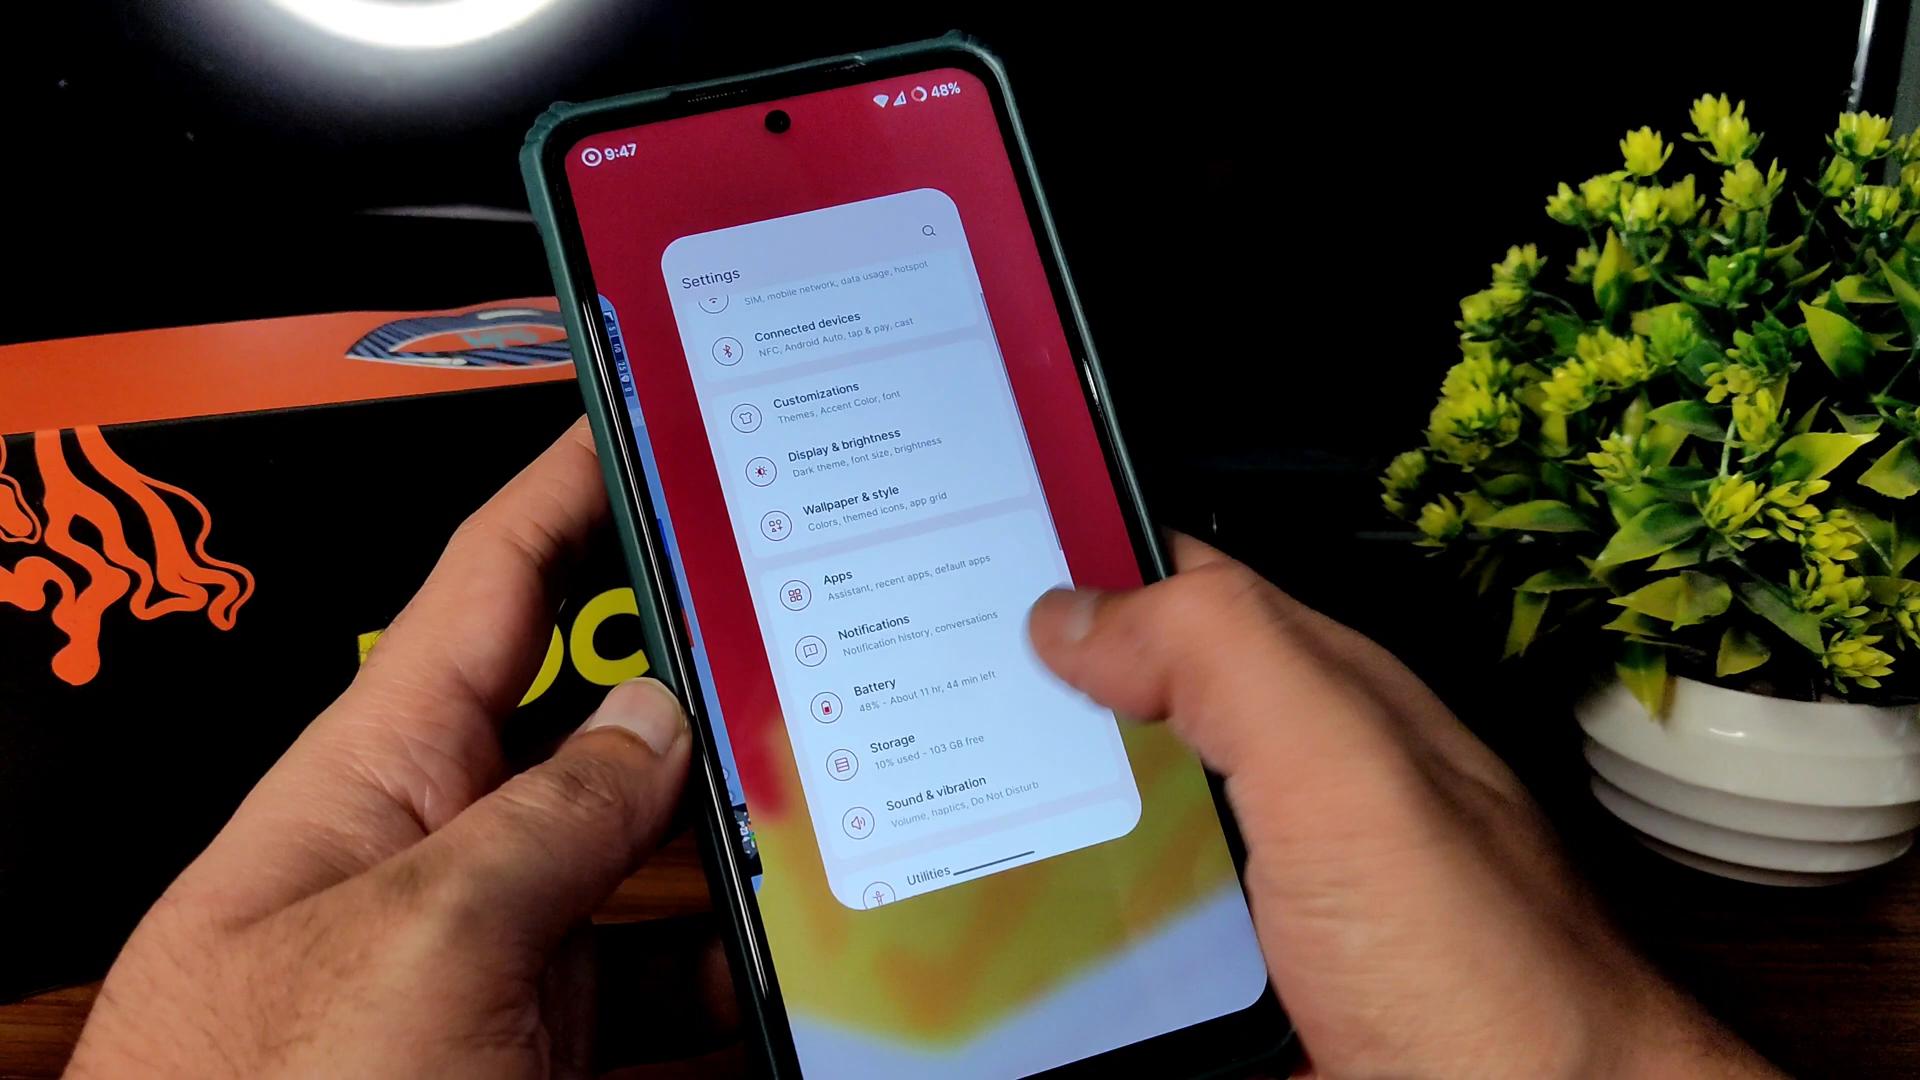 9:47
48%
Settings
SIM, mobile network, data usage, hotspot
Connected devices
NFC, Android Auto, tap & pay, cast
Customizations
Themes, Accent Color, font
Display & brightness
Dark theme, font size, brightness
Wallpaper & style
Colors, themed icons, app grid
Apps
Assistant, recent apps, default apps
Notifications
Notification history, conversations
Battery
48% - About 11 hr, 44 min left
Storage
10% used - 103 GB free
Sound & vibration
Volume, haptics, Do Not Disturb
Utilities